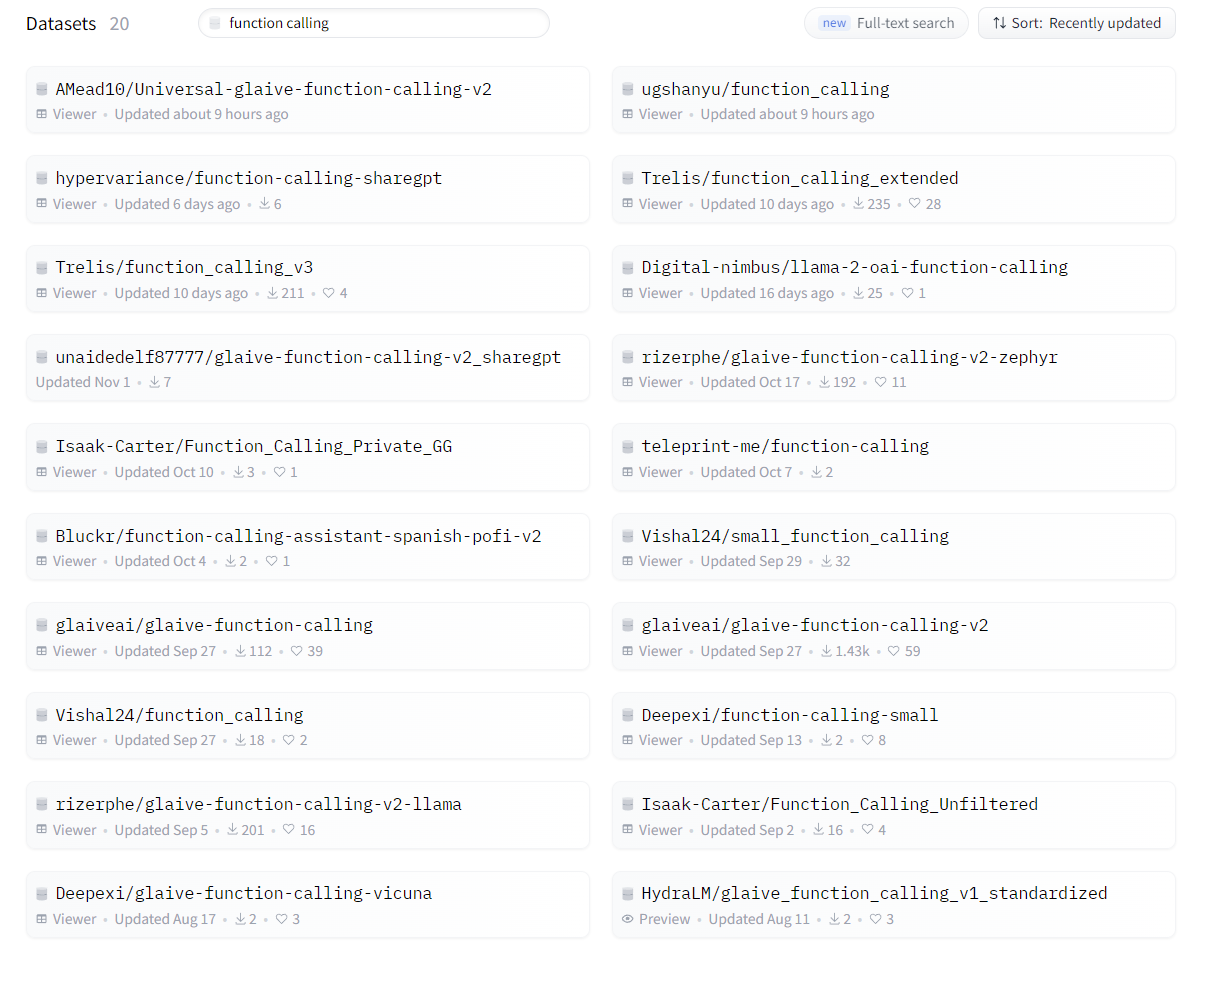 Datasets 20
function calling
new Full-text search
Sort: Recently updated
AMead10/Universal-glaive-function-calling-v2
Viewer • Updated about 9 hours ago
ugshanyu/function_calling
Viewer • Updated about 9 hours ago
hypervariance/function-calling-sharegpt
Viewer • Updated 6 days ago • 6
Trelis/function_calling_extended
Viewer • Updated 10 days ago • 235 • 28
Trelis/function_calling_v3
Viewer • Updated 10 days ago • 211 • 4
Digital-nimbus/llama-2-oai-function-calling
Viewer • Updated 16 days ago • 25 • 1
unaidedelf87777/glaive-function-calling-v2_sharegpt
Updated Nov 1 • 7
rizerphe/glaive-function-calling-v2-zephyr
Viewer • Updated Oct 17 • 192 • 11
Isaak-Carter/Function_Calling_Private_GG
Viewer • Updated Oct 10 • 3 • 1
teleprint-me/function-calling
Viewer • Updated Oct 7 • 2
Bluckr/function-calling-assistant-spanish-pofi-v2
Viewer • Updated Oct 4 • 2 • 1
Vishal24/small_function_calling
Viewer • Updated Sep 29 • 32
glaiveai/glaive-function-calling
Viewer • Updated Sep 27 • 112 • 39
glaiveai/glaive-function-calling-v2
Viewer • Updated Sep 27 • 1.43k • 59
Vishal24/function_calling
Viewer • Updated Sep 27 • 18 • 2
Deepexi/function-calling-small
Viewer • Updated Sep 13 • 2 • 8
rizerphe/glaive-function-calling-v2-llama
Viewer • Updated Sep 5 • 201 • 16
Isaak-Carter/Function_Calling_Unfiltered
Viewer • Updated Sep 2 • 16 • 4
Deepexi/glaive-function-calling-vicuna
Viewer • Updated Aug 17 • 2 • 3
HydraLM/glaive_function_calling_v1_standardized
Preview • Updated Aug 11 • 2 • 3